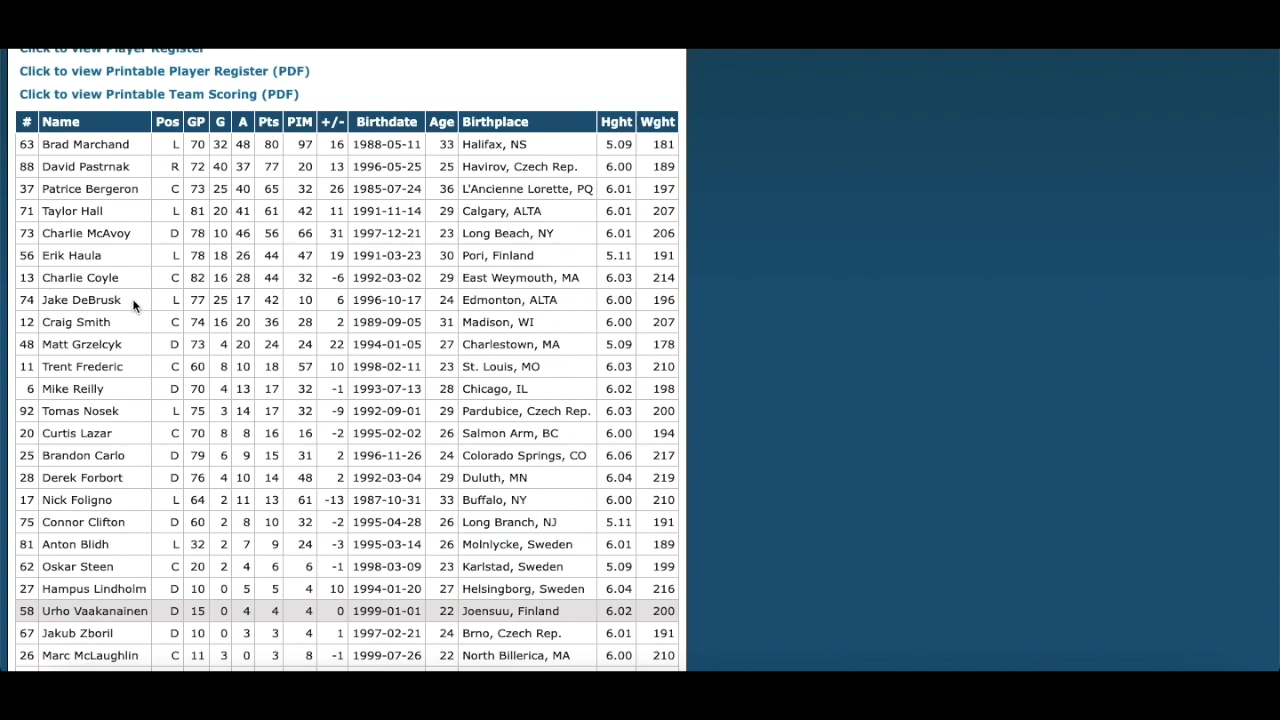 Click to view Player Register
Click to view Printable Player Register (PDF)
Click to view Printable Team Scoring (PDF)
# Name Pos GP G A Pts PIM +/- Birthdate Age Birthplace Hght Wght
63 Brad Marchand L 70 32 48 80 97 16 1988-05-11 33 Halifax, NS 5.09 181
88 David Pastrnak R 72 40 37 77 20 13 1996-05-25 25 Havirov, Czech Rep. 6.00 189
37 Patrice Bergeron C 73 25 40 65 32 26 1985-07-24 36 L'Ancienne Lorette, PQ 6.01 197
71 Taylor Hall L 81 20 41 61 42 11 1991-11-14 29 Calgary, ALTA 6.01 207
73 Charlie McAvoy D 78 10 46 56 66 31 1997-12-21 23 Long Beach, NY 6.01 206
56 Erik Haula L 78 18 26 44 47 19 1991-03-23 30 Pori, Finland 5.11 191
13 Charlie Coyle C 82 16 28 44 32 -6 1992-03-02 29 East Weymouth, MA 6.03 214
74 Jake DeBrusk L 77 25 17 42 10 6 1996-10-17 24 Edmonton, ALTA 6.00 196
12 Craig Smith C 74 16 20 36 28 2 1989-09-05 31 Madison, WI 6.00 207
48 Matt Grzelcyk D 73 4 20 24 24 22 1994-01-05 27 Charlestown, MA 5.09 178
11 Trent Frederic C 60 8 10 18 57 10 1998-02-11 23 St. Louis, MO 6.03 210
6 Mike Reilly D 70 4 13 17 32 -1 1993-07-13 28 Chicago, IL 6.02 198
92 Tomas Nosek L 75 3 14 17 32 -9 1992-09-01 29 Pardubice, Czech Rep. 6.03 200
20 Curtis Lazar C 70 8 8 16 16 -2 1995-02-02 26 Salmon Arm, BC 6.00 194
25 Brandon Carlo D 79 6 9 15 31 2 1996-11-26 24 Colorado Springs, CO 6.06 217
28 Derek Forbort D 76 4 10 14 48 2 1992-03-04 29 Duluth, MN 6.04 219
17 Nick Foligno L 64 2 11 13 61 -13 1987-10-31 33 Buffalo, NY 6.00 210
75 Connor Clifton D 60 2 8 10 32 -2 1995-04-28 26 Long Branch, NJ 5.11 191
81 Anton Blidh L 32 2 7 9 24 -3 1995-03-14 26 Molnlycke, Sweden 6.01 189
62 Oskar Steen C 20 2 4 6 6 -1 1998-03-09 23 Karlstad, Sweden 5.09 199
27 Hampus Lindholm D 10 0 5 5 4 10 1994-01-20 27 Helsingborg, Sweden 6.04 216
58 Urho Vaakanainen D 15 0 4 4 4 0 1999-01-01 22 Joensuu, Finland 6.02 200
67 Jakub Zboril D 10 0 3 3 4 1 1997-02-21 24 Brno, Czech Rep. 6.01 191
26 Marc McLaughlin C 11 3 0 3 8 -1 1999-07-26 22 North Billerica, MA 6.00 210